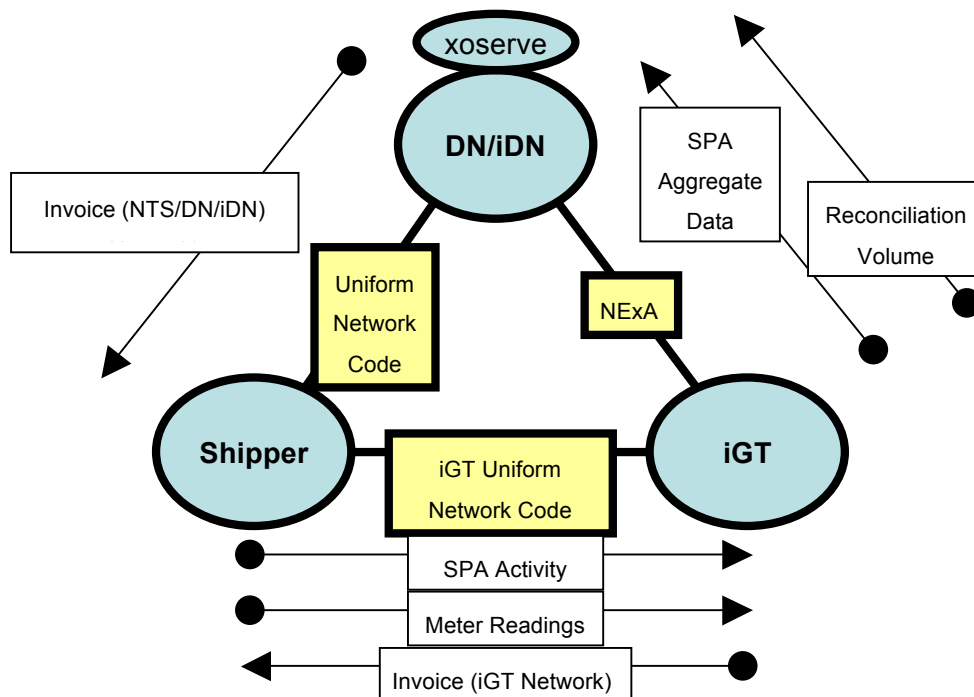 xoserve
DN/iDN
SPA
Aggregate
Data
Invoice (NTS/DN/iDN)
Reconciliation
Volume
Uniform
Network
Code
NExA
Shipper
iGT
iGT Uniform
Network Code
SPA Activity
Meter Readings
Invoice (iGT Network)